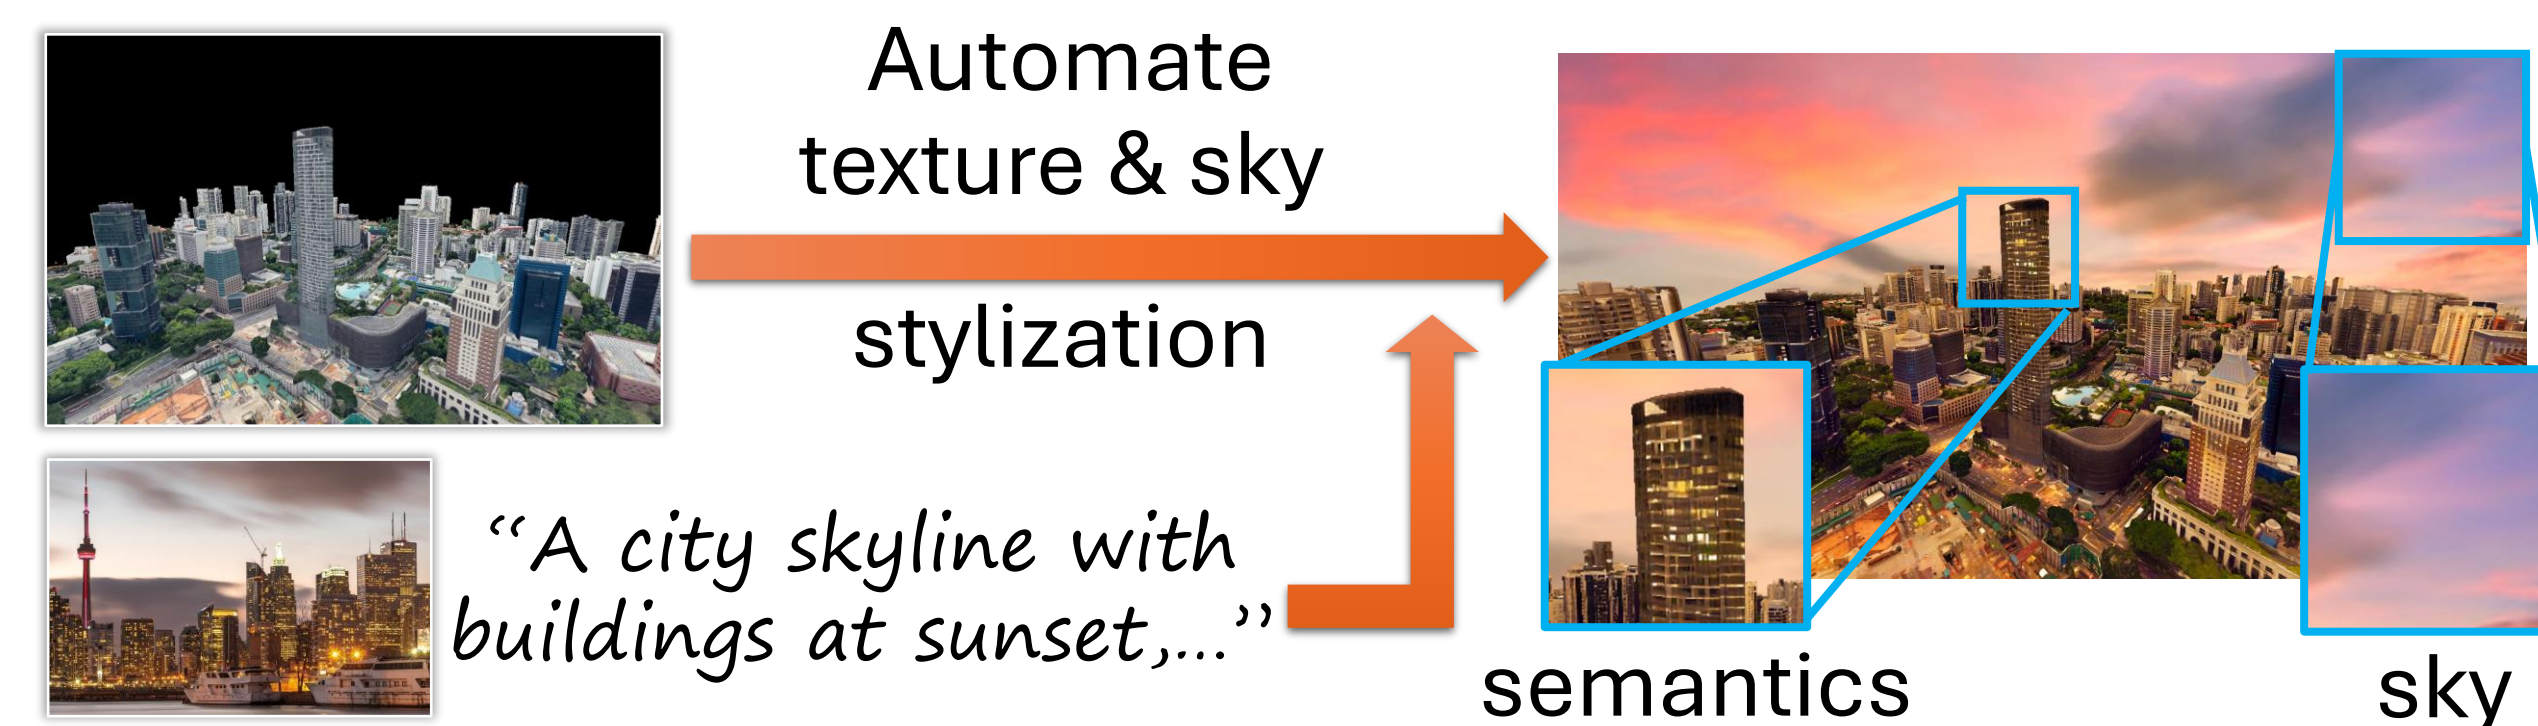 Automate
texture & sky
stylization
“A city skyline with
buildings at sunset,...”
semantics
sky